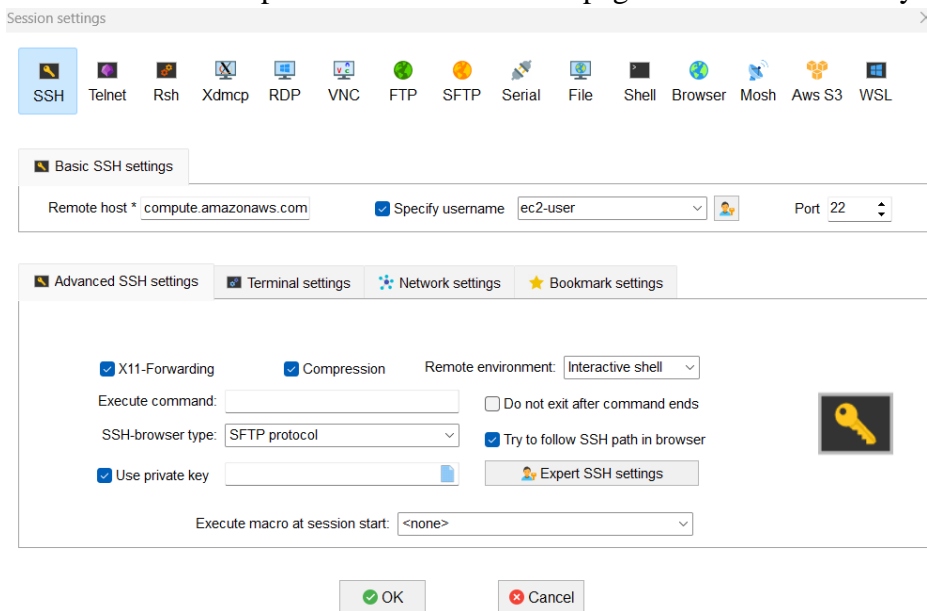 Session settings
SSH Telnet Rsh Xdmcp RDP VNC FTP SFTP Serial File Shell Browser Mosh Aws S3 WSL
Basic SSH settings
Remote host * compute.amazonaws.com Specify username ec2-user Port 22
Advanced SSH settings Terminal settings Network settings Bookmark settings
X11-Forwarding Compression Remote environment: Interactive shell
Execute command: Do not exit after command ends
SSH-browser type: SFTP protocol Try to follow SSH path in browser
Use private key Expert SSH settings
Execute macro at session start: <none>
OK Cancel